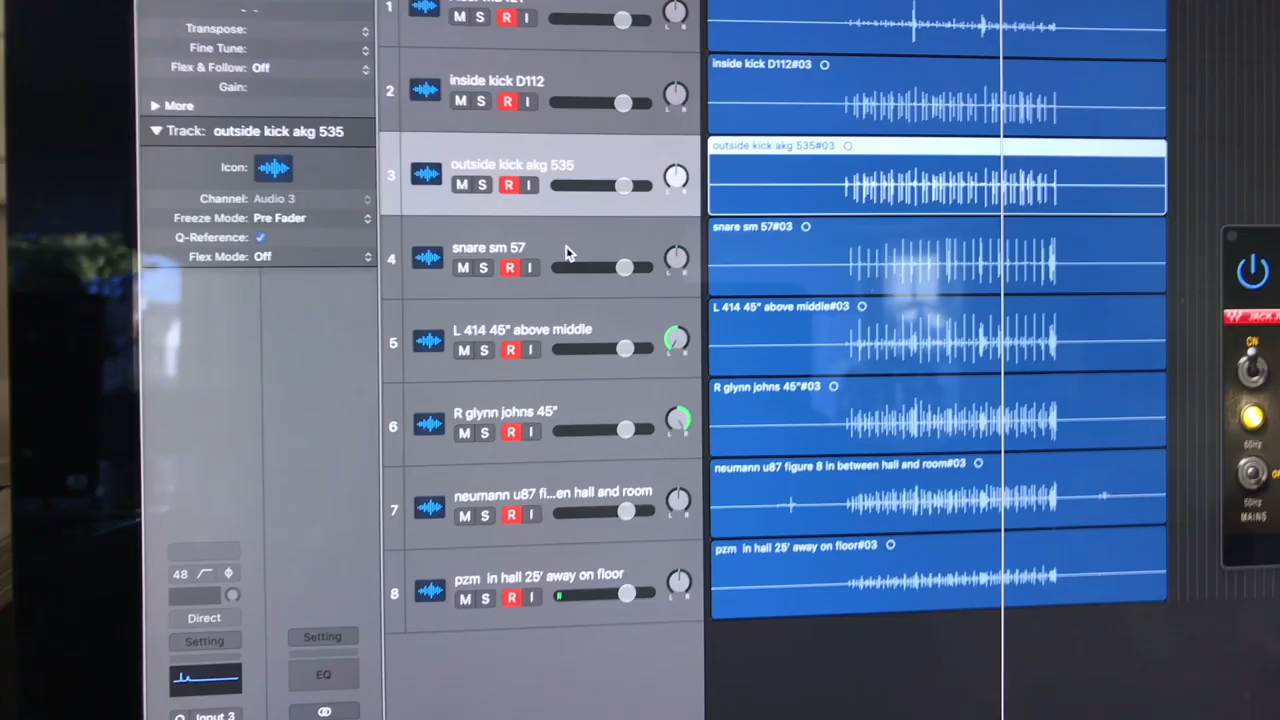 Transpose:
Fine Tune:
Flex & Follow: Off
Gain:
More
Track: outside kick akg 535
Icon:
Channel: Audio 3
Freeze Mode: Pre Fader
Q-Reference:
Flex Mode: Off
48
Direct
Setting
Setting
EQ
Input 3
1
M S R I
L R
2
inside kick D112
M S R I
L R
3
outside kick akg 535
M S R I
L R
4
snare sm 57
M S R I
L R
5
L 414 45" above middle
M S R I
L R
6
R glynn johns 45"
M S R I
L R
7
neumann u87 fi...en hall and room
M S R I
L R
8
pzm in hall 25' away on floor
M S R I
L R
inside kick D112#03
outside kick akg 535#03
snare sm 57#03
L 414 45" above middle#03
R glynn johns 45"#03
neumann u87 figure 8 in between hall and room#03
pzm in hall 25' away on floor#03
ON
60Hz
50Hz
MAINS